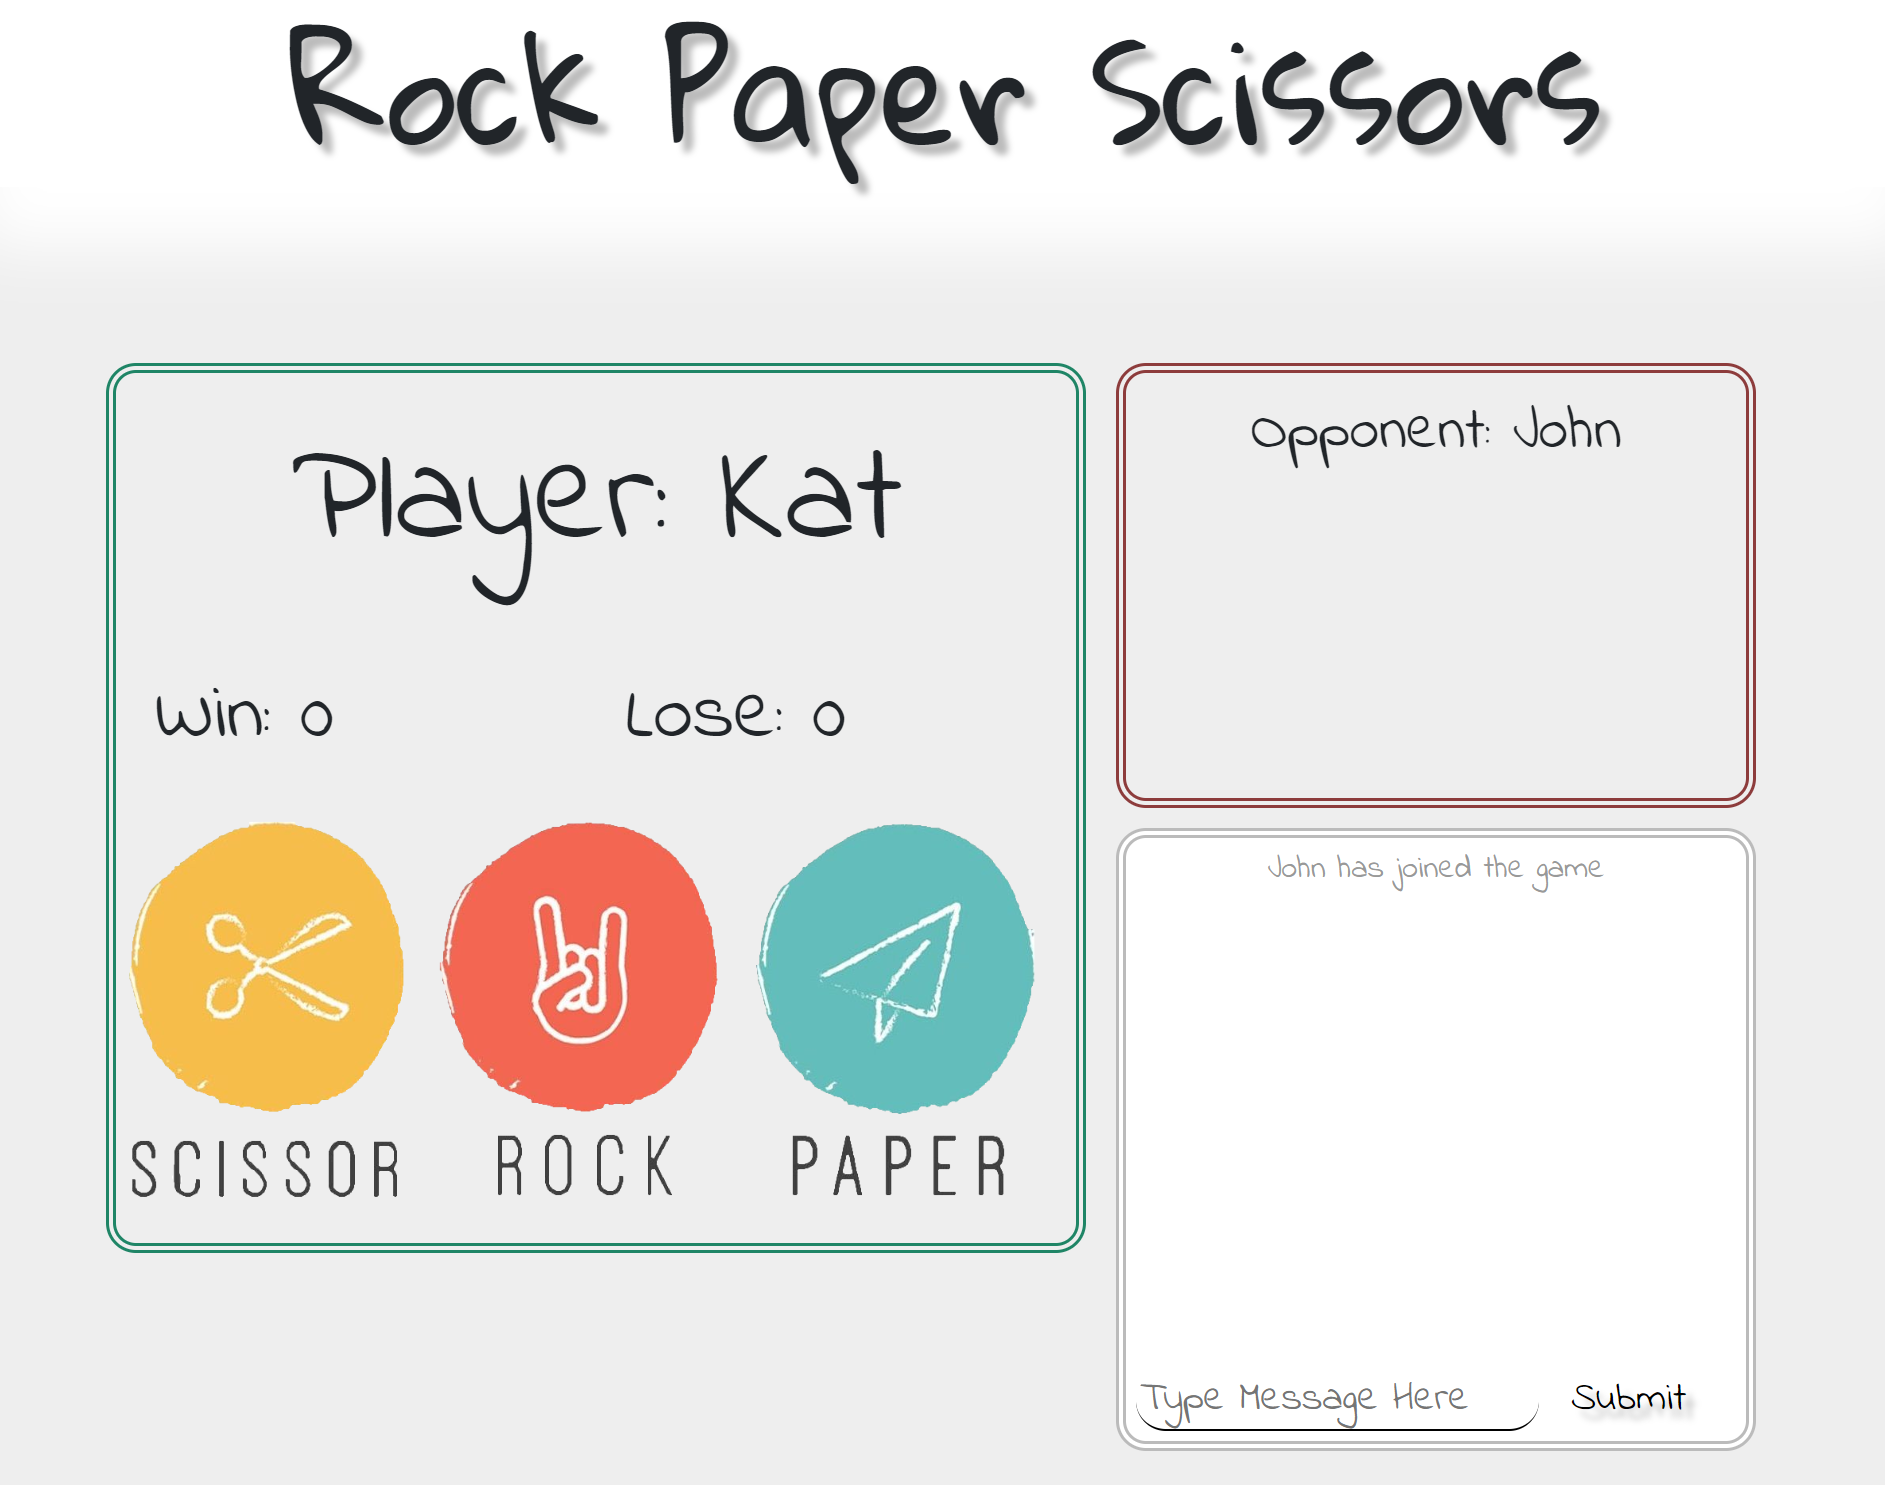 Rock Paper Scissors
Player: Kat
Win: 0
Lose: 0
SCISSOR
ROCK
PAPER
Opponent: John
John has joined the game
Type Message Here
Submit